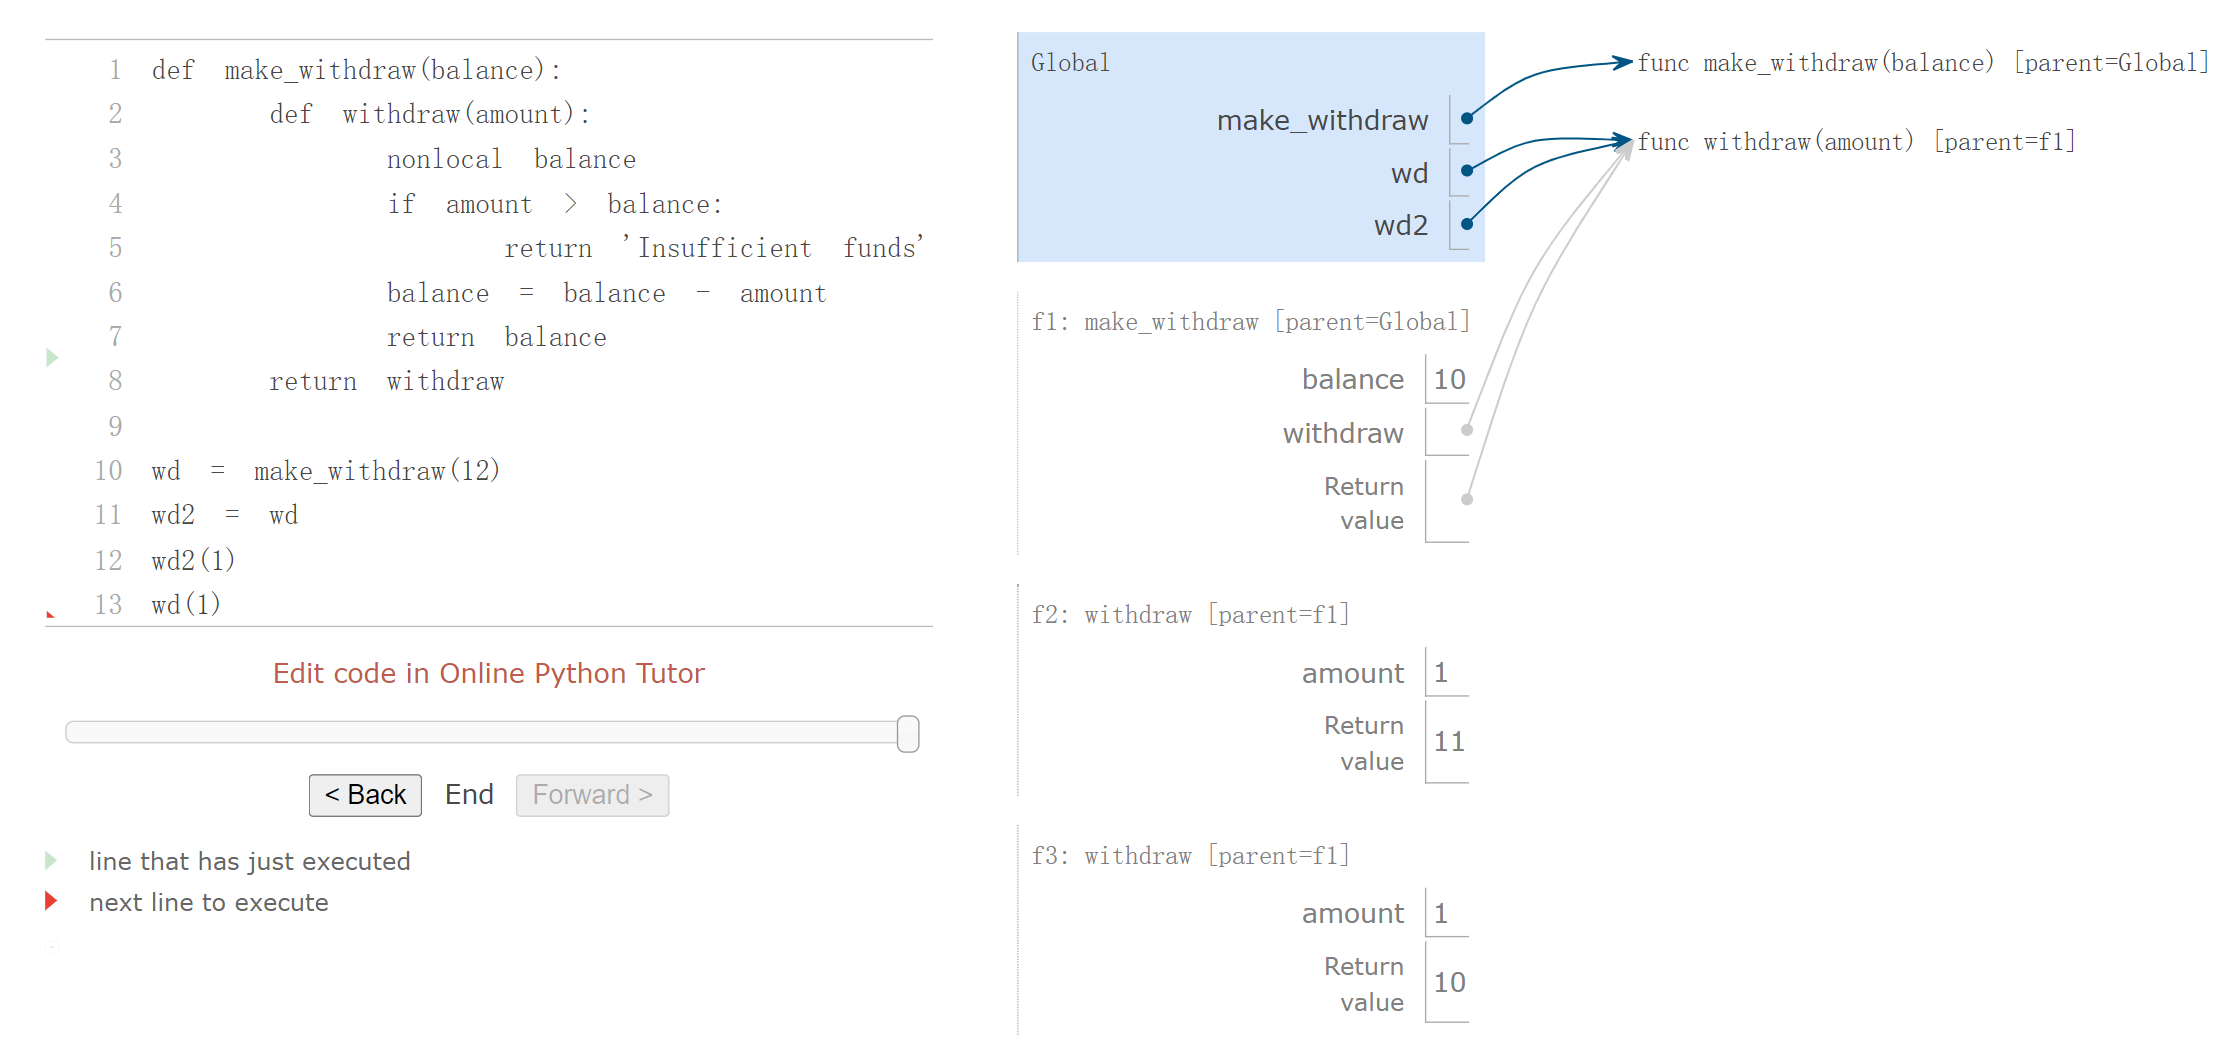 1 def make_withdraw(balance):
2 def withdraw(amount):
3 nonlocal balance
4 if amount > balance:
5 return 'Insufficient funds'
6 balance = balance - amount
7 return balance
8 return withdraw
9
10 wd = make_withdraw(12)
11 wd2 = wd
12 wd2(1)
13 wd(1)
Edit code in Online Python Tutor
< Back End Forward >
line that has just executed
next line to execute
Global
make_withdraw
wd
wd2
func make_withdraw(balance) [parent=Global]
func withdraw(amount) [parent=f1]
f1: make_withdraw [parent=Global]
balance 10
withdraw
Return
value
f2: withdraw [parent=f1]
amount 1
Return
value 11
f3: withdraw [parent=f1]
amount 1
Return
value 10